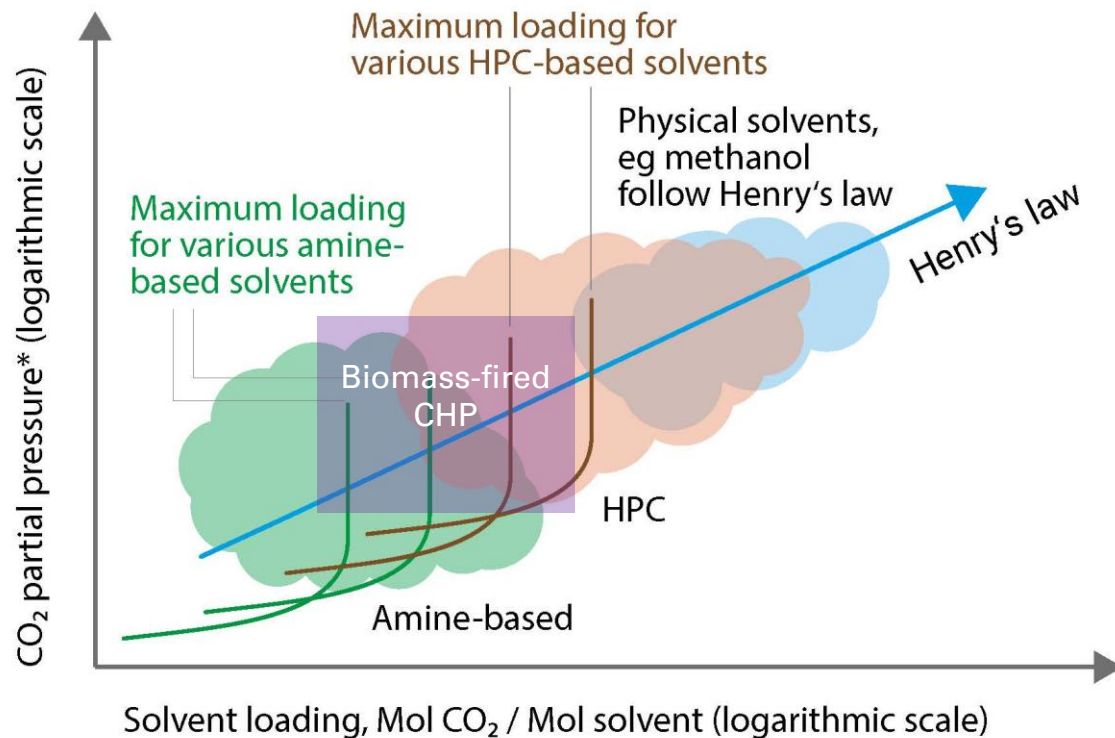 Maximum loading for
various HPC-based solvents
Physical solvents,
eg methanol
follow Henry‘s law
Maximum loading
for various amine-
based solvents
Henry‘s law
Biomass-fired
CHP
HPC
Amine-based
CO₂ partial pressure* (logarithmic scale)
Solvent loading, Mol CO₂ / Mol solvent (logarithmic scale)